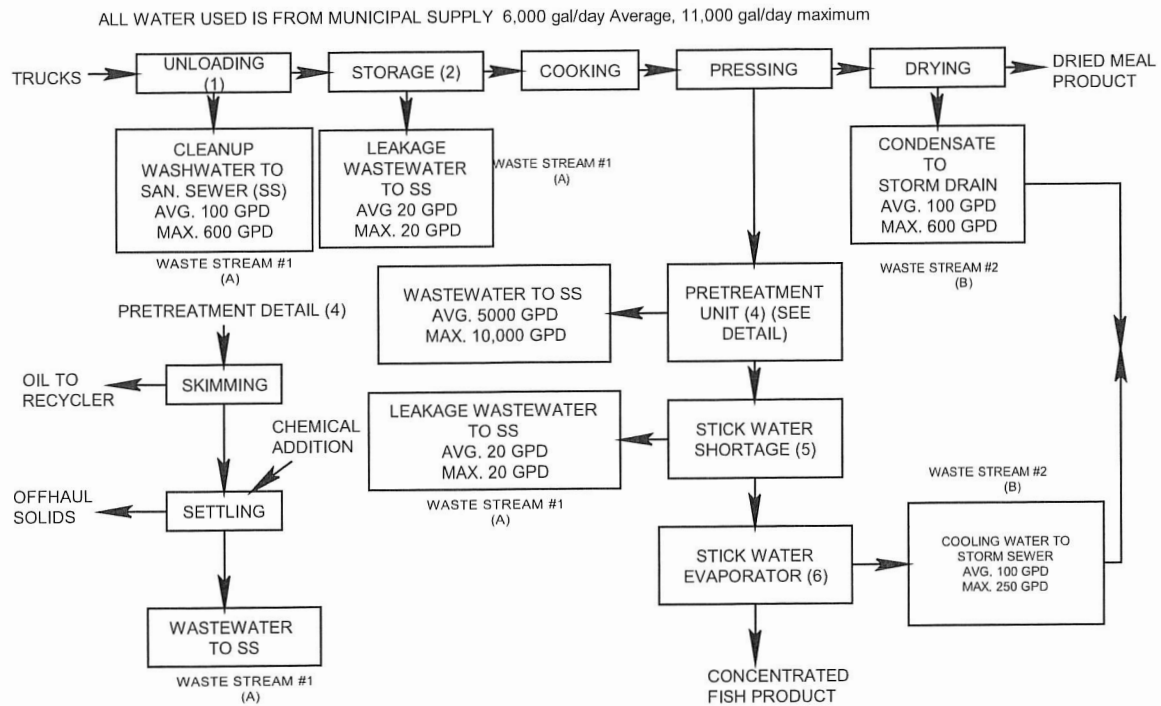 ALL WATER USED IS FROM MUNICIPAL SUPPLY 6,000 gal/day Average, 11,000 gal/day maximum
TRUCKS
UNLOADING
(1)
STORAGE (2)
COOKING
PRESSING
DRYING
DRIED MEAL
PRODUCT
CLEANUP
WASHWATER TO
SAN. SEWER (SS)
AVG. 100 GPD
MAX. 600 GPD
WASTE STREAM #1
(A)
LEAKAGE
WASTEWATER
TO SS
AVG 20 GPD
MAX. 20 GPD
WASTE STREAM #1
(A)
CONDENSATE
TO
STORM DRAIN
AVG. 100 GPD
MAX. 600 GPD
WASTE STREAM #2
(B)
PRETREATMENT DETAIL (4)
OIL TO
RECYCLER
SKIMMING
CHEMICAL
ADDITION
OFFHAUL
SOLIDS
SETTLING
WASTEWATER
TO SS
WASTE STREAM #1
(A)
WASTEWATER TO SS
AVG. 5000 GPD
MAX. 10,000 GPD
PRETREATMENT
UNIT (4) (SEE
DETAIL)
LEAKAGE WASTEWATER
TO SS
AVG. 20 GPD
MAX. 20 GPD
WASTE STREAM #1
(A)
STICK WATER
SHORTAGE (5)
STICK WATER
EVAPORATOR (6)
WASTE STREAM #2
(B)
COOLING WATER TO
STORM SEWER
AVG. 100 GPD
MAX. 250 GPD
CONCENTRATED
FISH PRODUCT